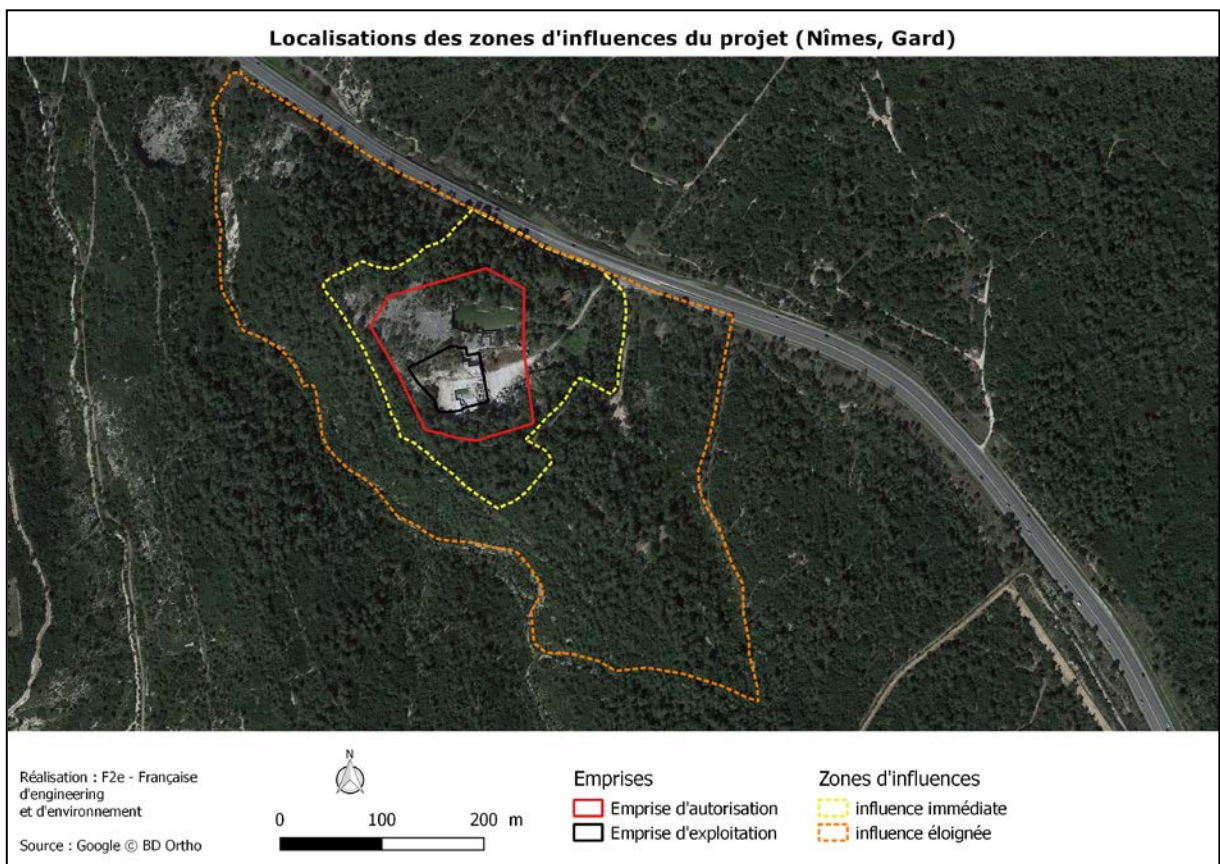 Localisations des zones d'influences du projet (Nîmes, Gard)
Réalisation : F2e - Française
d'engineering
et d'environnement
Source : Google © BD Ortho
N
0 100 200 m
Emprises
Emprise d'autorisation
Emprise d'exploitation
Zones d'influences
influence immédiate
influence éloignée